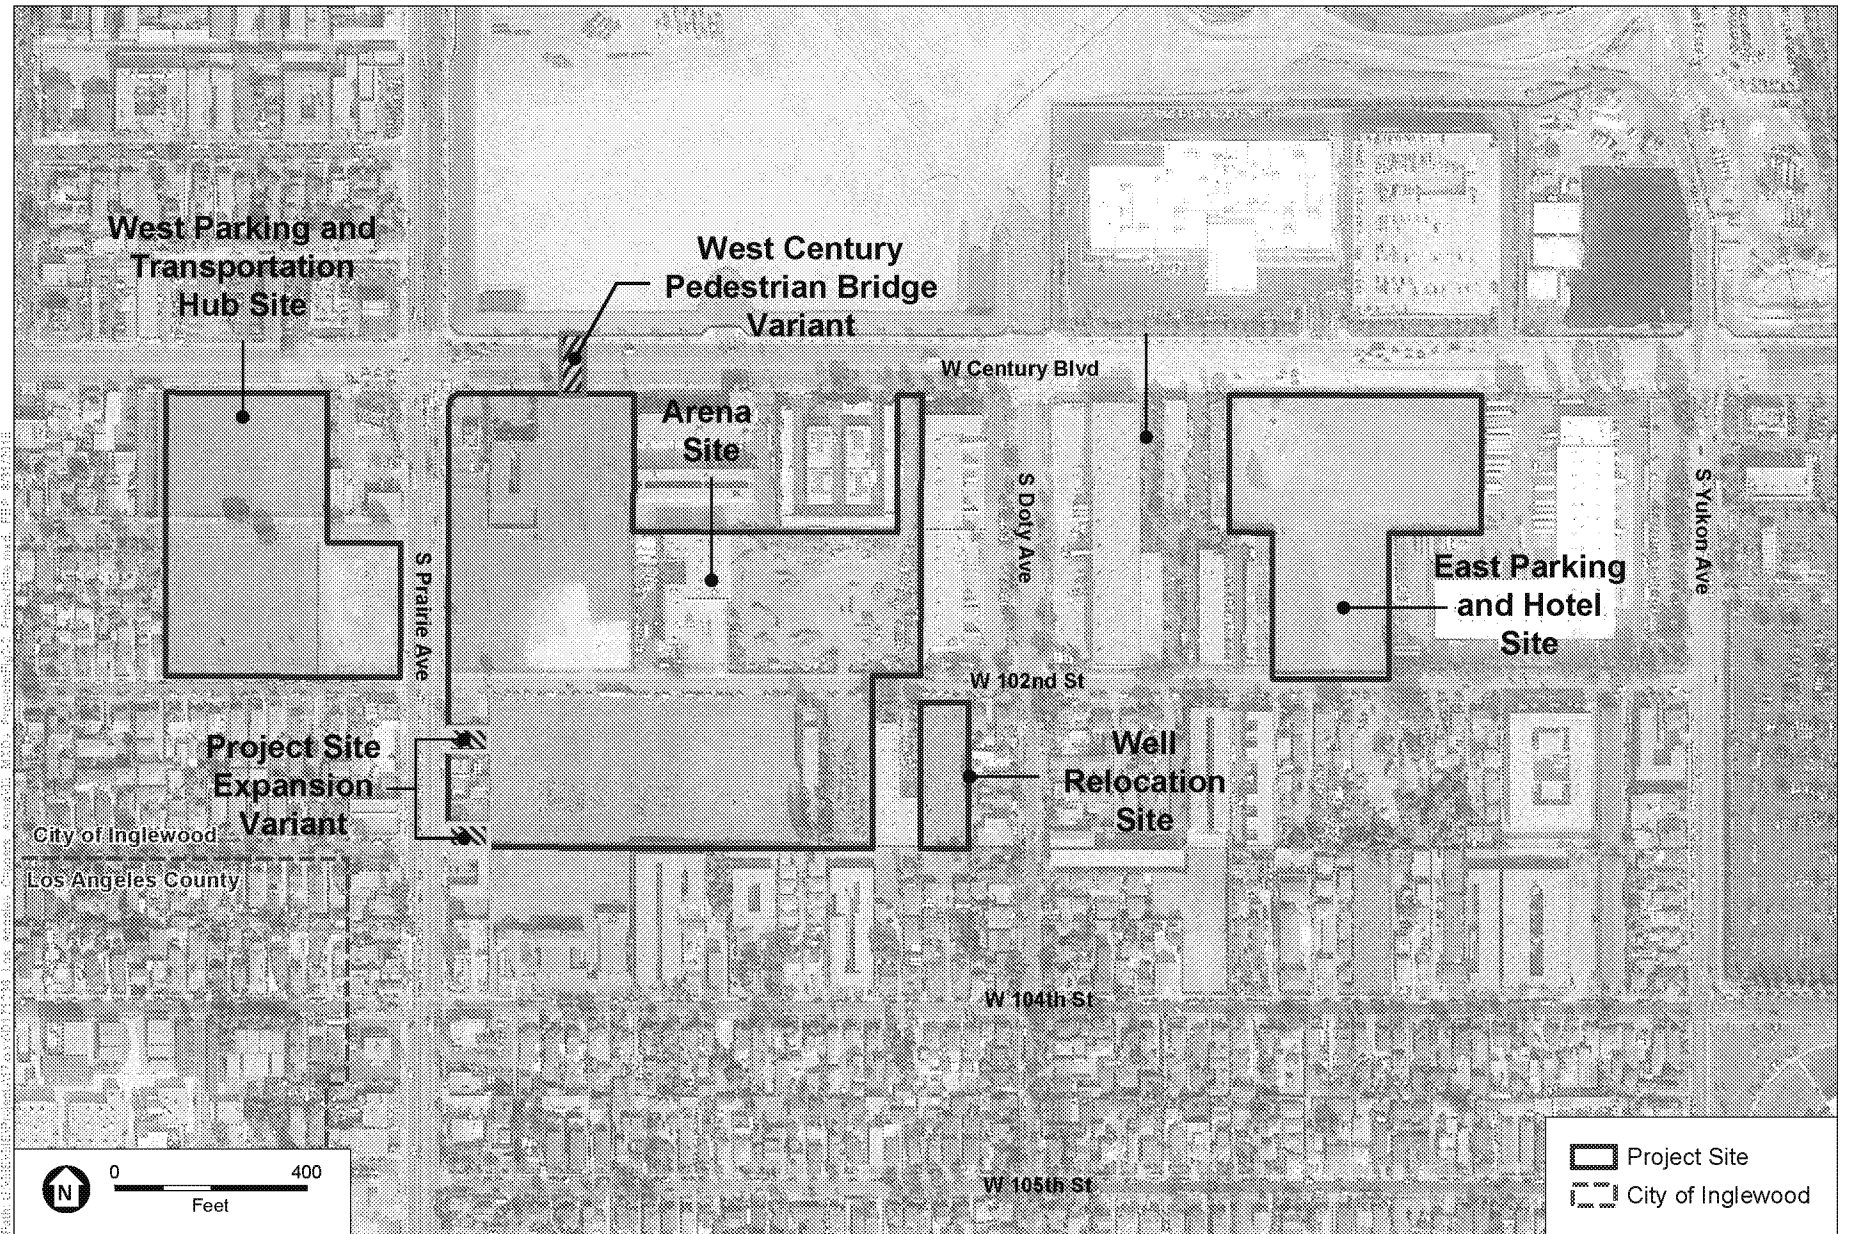 West Parking and
Transportation
Hub Site
West Century
Pedestrian Bridge
Variant
W Century Blvd
Arena
Site
S Doty Ave
S Prairie Ave
S Yukon Ave
East Parking
and Hotel
Site
W 102nd St
Project Site
Expansion
Variant
Well
Relocation
Site
City of Inglewood
Los Angeles County
W 104th St
W 105th St
N
0 400
Feet
Project Site
City of Inglewood